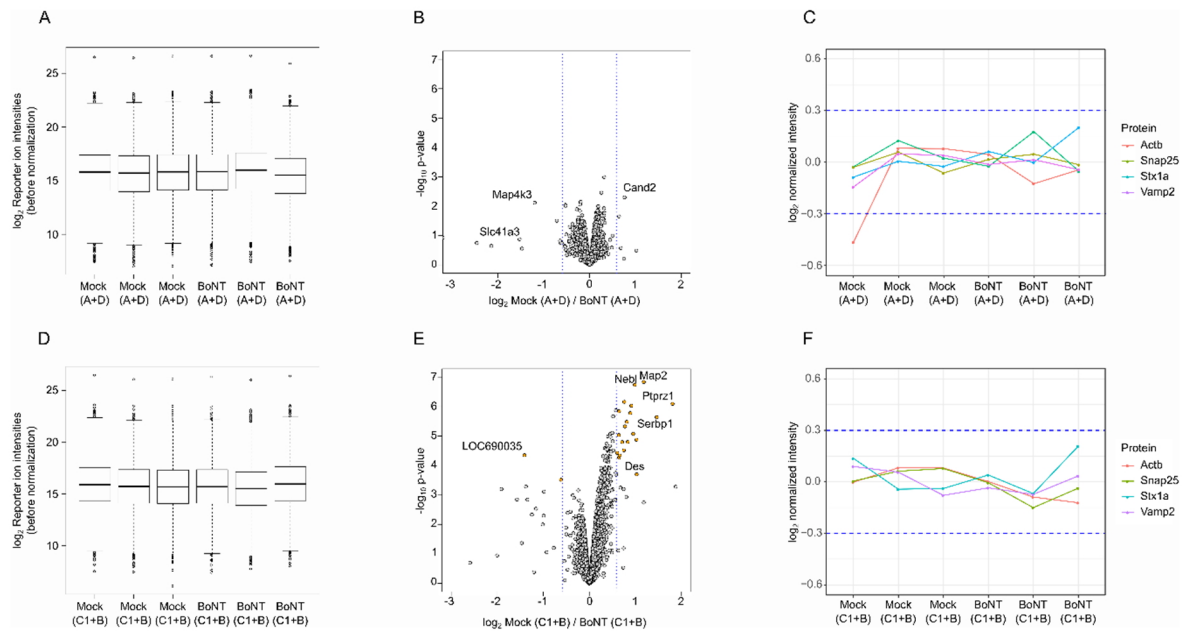 A
log2 Reporter ion intensities
(before normalization)
25
20
15
10
Mock Mock Mock BoNT BoNT BoNT
(A+D) (A+D) (A+D) (A+D) (A+D) (A+D)
B
-log10 p-value
7
6
5
4
3
2
1
0
Cand2
Map4k3
Slc41a3
-3 -2 -1 0 1 2
log2 Mock (A+D) / BoNT (A+D)
C
log2 normalized intensity
0.6
0.3
0.0
−0.3
−0.6
Mock Mock Mock BoNT BoNT BoNT
(A+D) (A+D) (A+D) (A+D) (A+D) (A+D)
Protein
Actb
Snap25
Stx1a
Vamp2
D
log2 Reporter ion intensities
(before normalization)
25
20
15
10
Mock Mock Mock BoNT BoNT BoNT
(C1+B) (C1+B) (C1+B) (C1+B) (C1+B) (C1+B)
E
-log10 p-value
7
6
5
4
3
2
1
0
Nebl Map2
Ptprz1
Serbp1
LOC690035
Des
-3 -2 -1 0 1 2
log2 Mock (C1+B) / BoNT (C1+B)
F
log2 normalized intensity
0.6
0.3
0.0
−0.3
−0.6
Mock Mock Mock BoNT BoNT BoNT
(C1+B) (C1+B) (C1+B) (C1+B) (C1+B) (C1+B)
Protein
Actb
Snap25
Stx1a
Vamp2